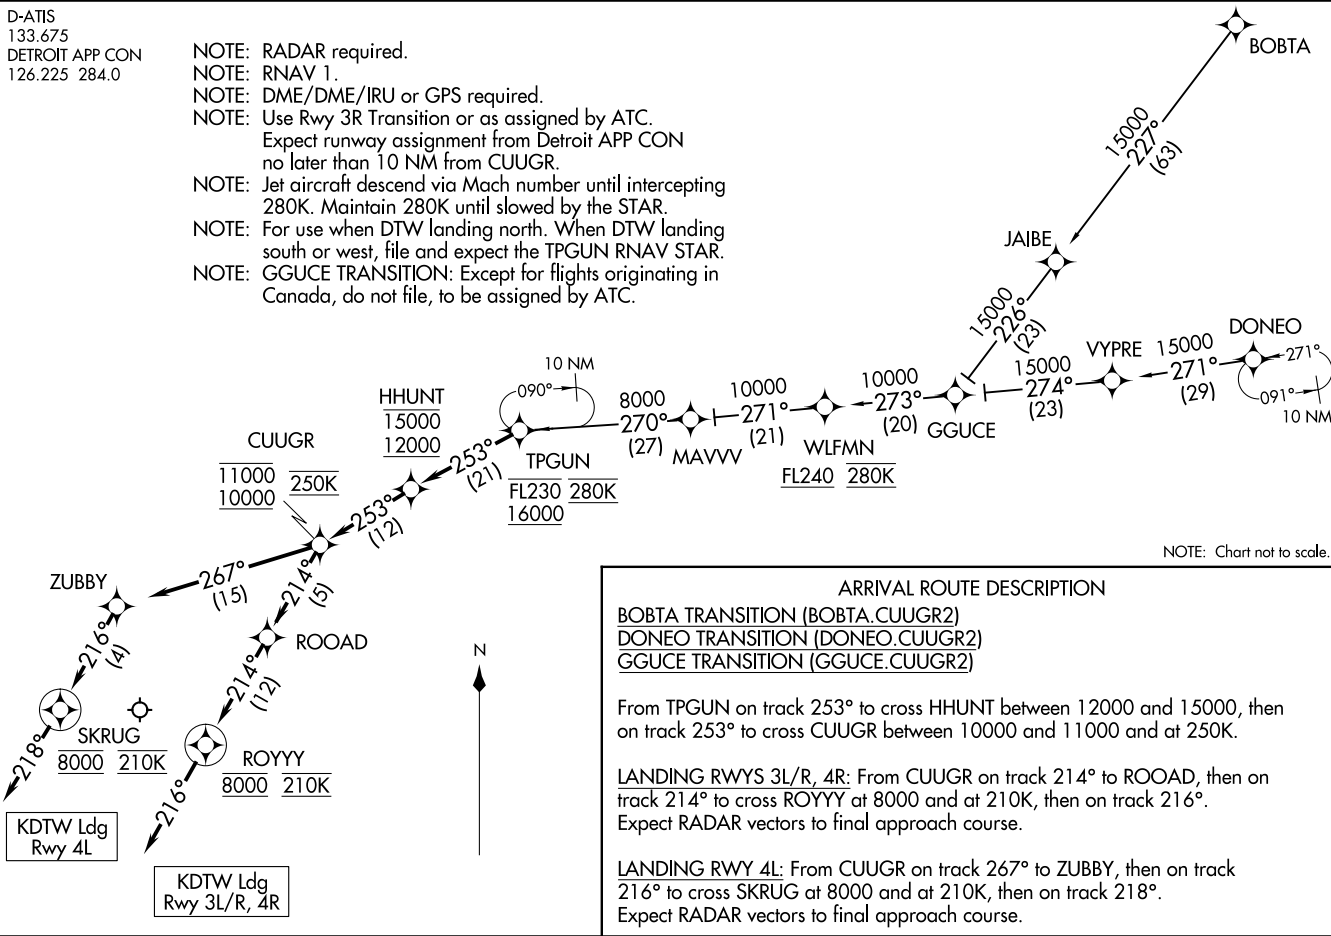 D-ATIS
133.675
DETROIT APP CON
126.225 284.0
NOTE: RADAR required.
NOTE: RNAV 1.
NOTE: DME/DME/IRU or GPS required.
NOTE: Use Rwy 3R Transition or as assigned by ATC.
Expect runway assignment from Detroit APP CON
no later than 10 NM from CUUGR.
NOTE: Jet aircraft descend via Mach number until intercepting
280K. Maintain 280K until slowed by the STAR.
NOTE: For use when DTW landing north. When DTW landing
south or west, file and expect the TPGUN RNAV STAR.
NOTE: GGUCE TRANSITION: Except for flights originating in
Canada, do not file, to be assigned by ATC.
BOBTA
15000
227°
(63)
JAIBE
15000
226°
(23)
DONEO
271°
091°
10 NM
15000
271°
(29)
VYPRE
15000
274°
(23)
GGUCE
10000
273°
(20)
WLFMN
FL240 280K
10000
271°
(21)
MAVVV
8000
270°
(27)
10 NM
090°
TPGUN
FL230 280K
16000
253°
(21)
HHUNT
15000
12000
253°
(12)
CUUGR
11000 250K
10000
267°
(15)
ZUBBY
216°
(4)
SKRUG
8000 210K
218°
KDTW Ldg
Rwy 4L
214°
(5)
ROOAD
214°
(12)
ROYYY
8000 210K
216°
KDTW Ldg
Rwy 3L/R, 4R
N
NOTE: Chart not to scale.
ARRIVAL ROUTE DESCRIPTION
BOBTA TRANSITION (BOBTA.CUUGR2)
DONEO TRANSITION (DONEO.CUUGR2)
GGUCE TRANSITION (GGUCE.CUUGR2)
From TPGUN on track 253° to cross HHUNT between 12000 and 15000, then
on track 253° to cross CUUGR between 10000 and 11000 and at 250K.
LANDING RWYS 3L/R, 4R: From CUUGR on track 214° to ROOAD, then on
track 214° to cross ROYYY at 8000 and at 210K, then on track 216°.
Expect RADAR vectors to final approach course.
LANDING RWY 4L: From CUUGR on track 267° to ZUBBY, then on track
216° to cross SKRUG at 8000 and at 210K, then on track 218°.
Expect RADAR vectors to final approach course.